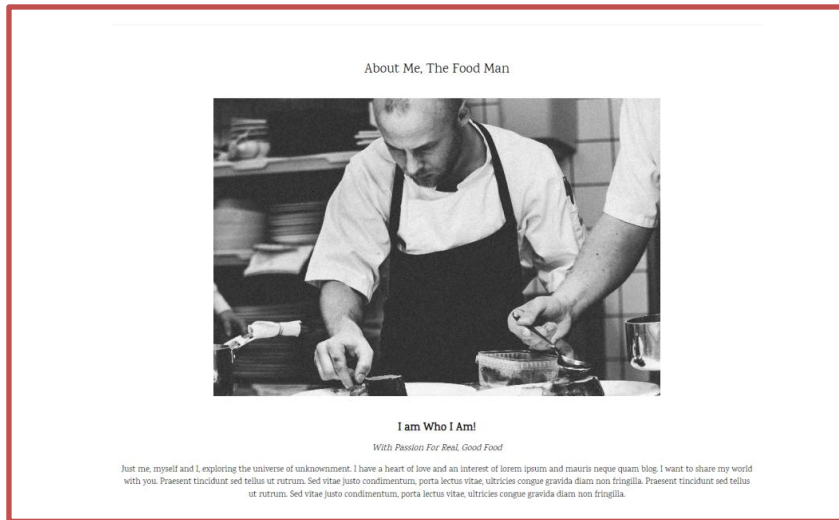 About Me, The Food Man
I am Who I Am!
With Passion For Real, Good Food
Just me, myself and I, exploring the universe of unknownment. I have a heart of love and an interest of lorem ipsum and mauris neque quam blog. I want to share my world
with you. Praesent tincidunt sed tellus ut rutrum. Sed vitae justo condimentum, porta lectus vitae, ultricies congue gravida diam non fringilla. Praesent tincidunt sed tellus
ut rutrum. Sed vitae justo condimentum, porta lectus vitae, ultricies congue gravida diam non fringilla.